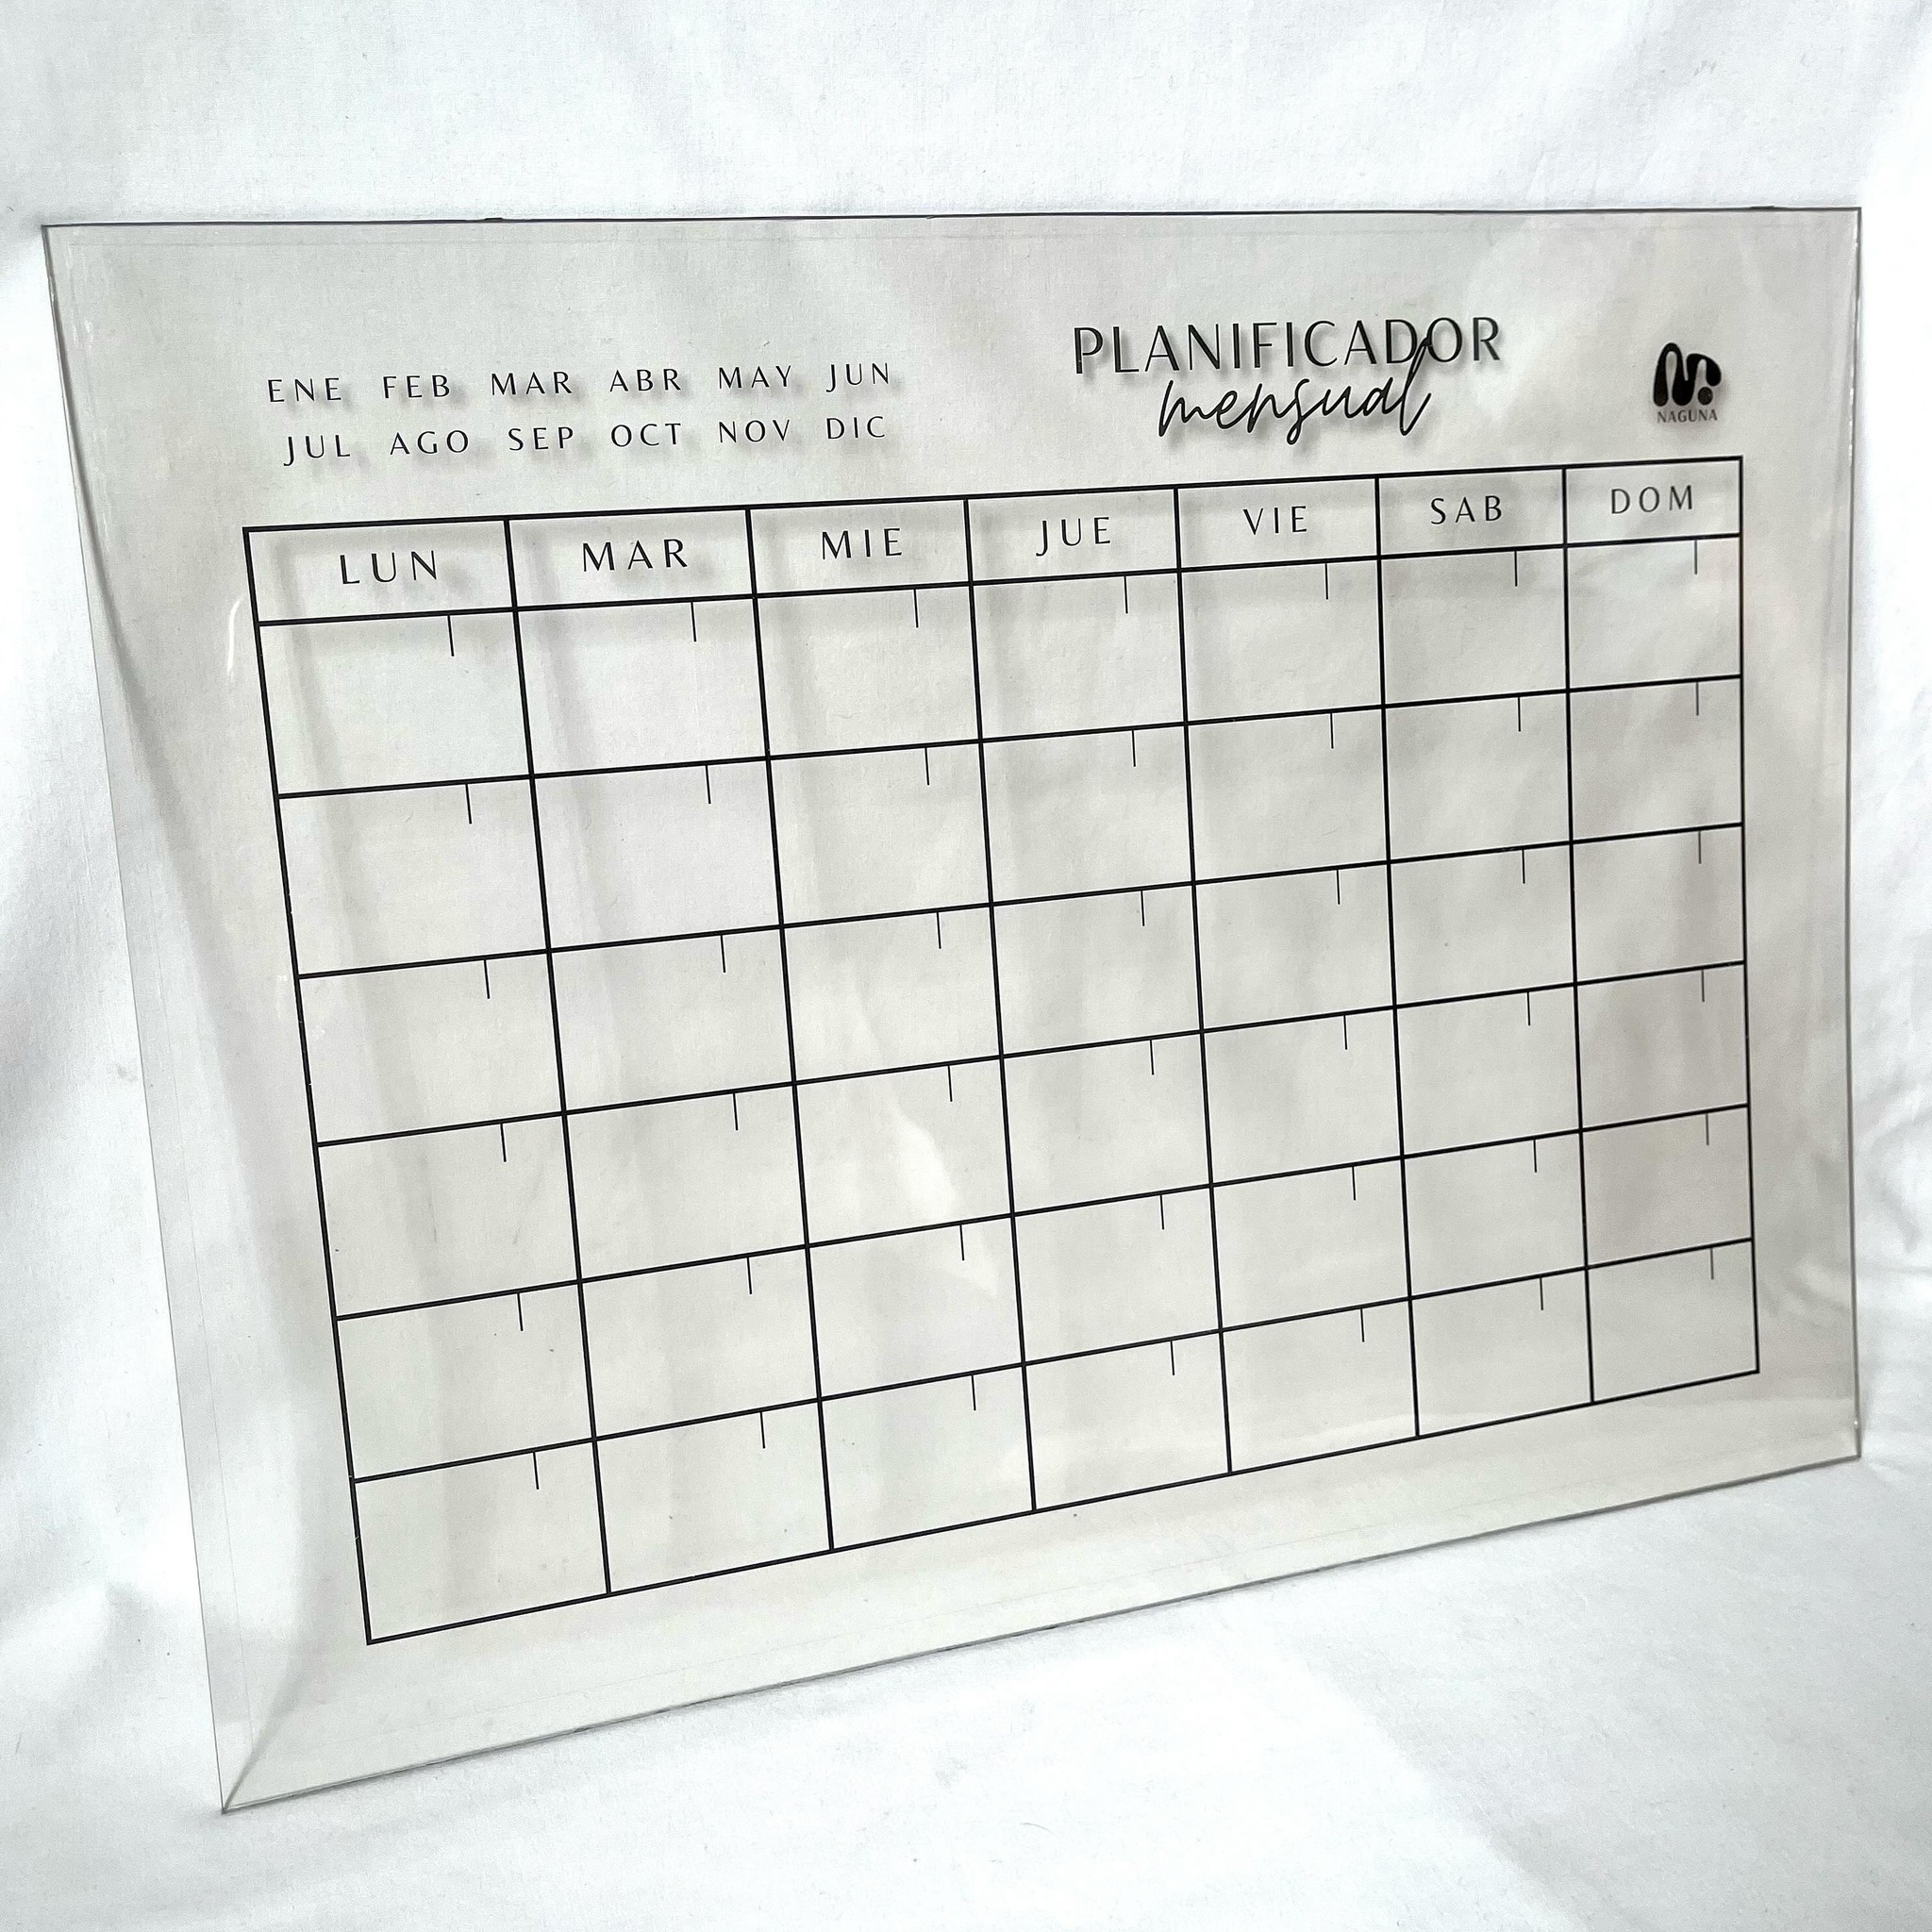 ENE FEB MAR ABR MAY JUN
JUL AGO SEP OCT NOV DIC
PLANIFICADOR
mensual
NAGUNA
LUN MAR MIE JUE VIE SAB DOM